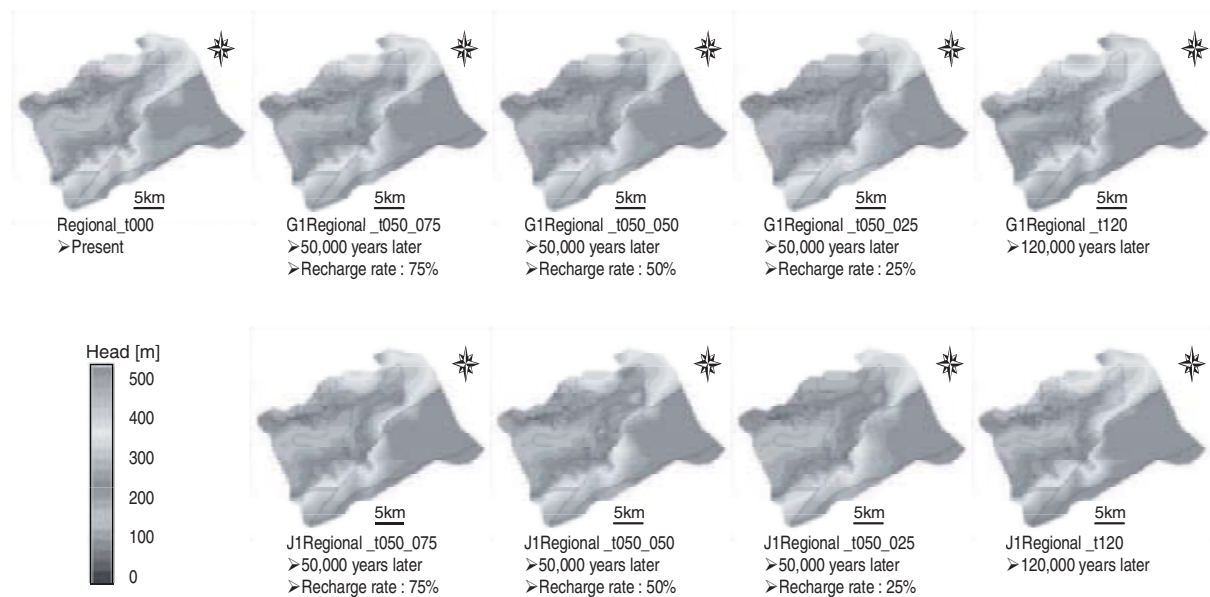 5km
Regional_t000
➢Present
5km
G1Regional _t050_075
➢50,000 years later
➢Recharge rate : 75%
5km
G1Regional _t050_050
➢50,000 years later
➢Recharge rate : 50%
5km
G1Regional _t050_025
➢50,000 years later
➢Recharge rate : 25%
5km
G1Regional _t120
➢120,000 years later
Head [m]
500
400
300
200
100
0
5km
J1Regional _t050_075
➢50,000 years later
➢Recharge rate : 75%
5km
J1Regional _t050_050
➢50,000 years later
➢Recharge rate : 50%
5km
J1Regional _t050_025
➢50,000 years later
➢Recharge rate : 25%
5km
J1Regional _t120
➢120,000 years later